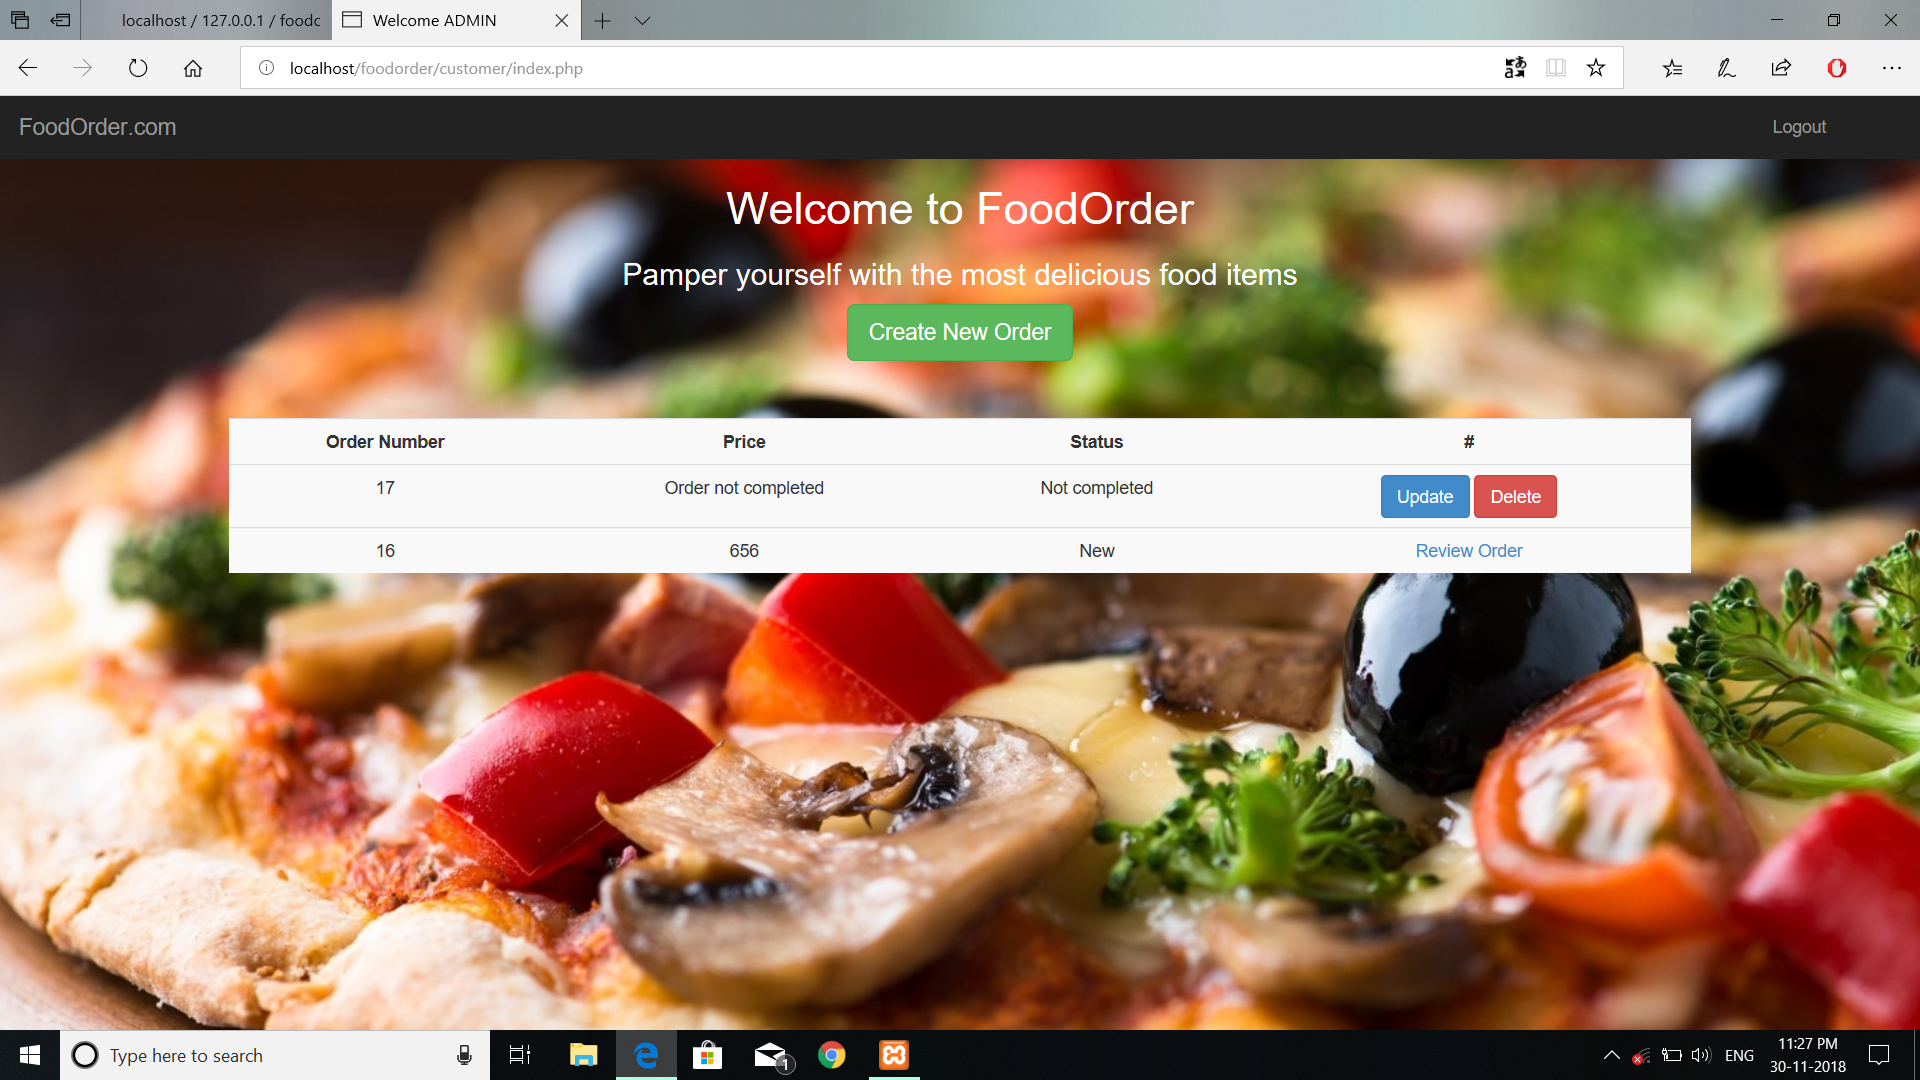 localhost / 127.0.0.1 / foodc
Welcome ADMIN
localhost/foodorder/customer/index.php
FoodOrder.com
Logout
Welcome to FoodOrder
Pamper yourself with the most delicious food items
Create New Order
Order Number Price Status #
17 Order not completed Not completed Update Delete
16 656 New Review Order
Type here to search
1
ENG
11:27 PM
30-11-2018